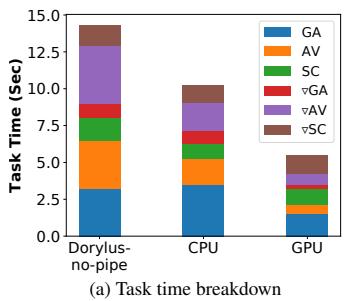 15.0
12.5
10.0
7.5
5.0
2.5
0.0
Task Time (Sec)
GA
AV
SC
▽GA
▽AV
▽SC
Dorylus-
no-pipe
CPU
GPU
(a) Task time breakdown